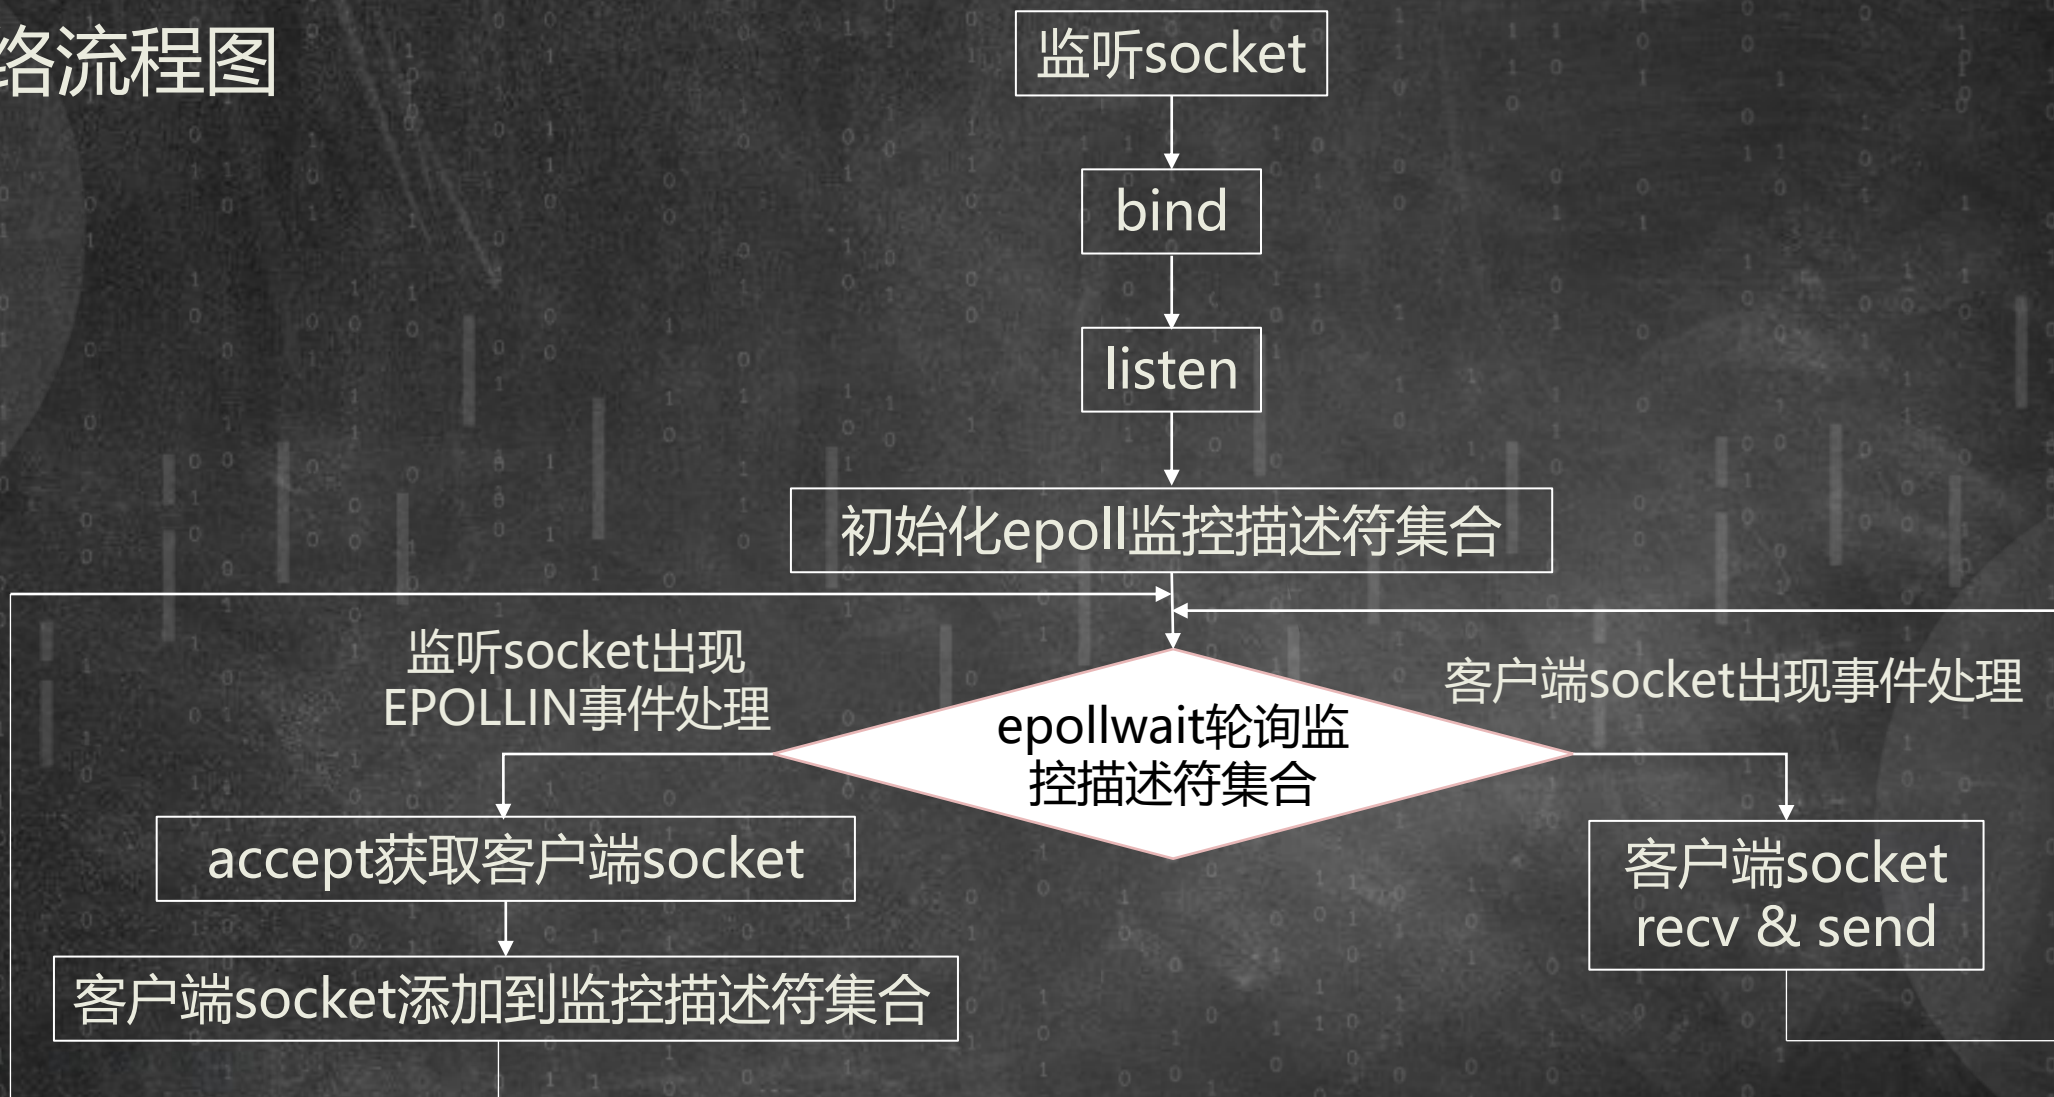 络流程图
监听socket
bind
listen
初始化epoll监控描述符集合
监听socket出现
EPOLLIN事件处理
客户端socket出现事件处理
epollwait轮询监
控描述符集合
accept获取客户端socket
客户端socket
recv & send
客户端socket添加到监控描述符集合